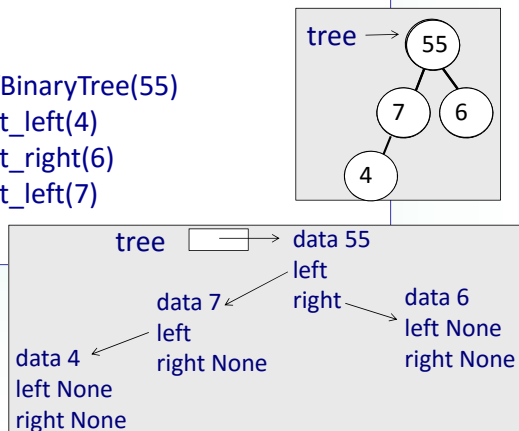 BinaryTree(55)
t_left(4)
t_right(6)
t_left(7)
tree
55
7
6
4
tree
data 55
left
right
data 7
left
right None
data 6
left None
right None
data 4
left None
right None